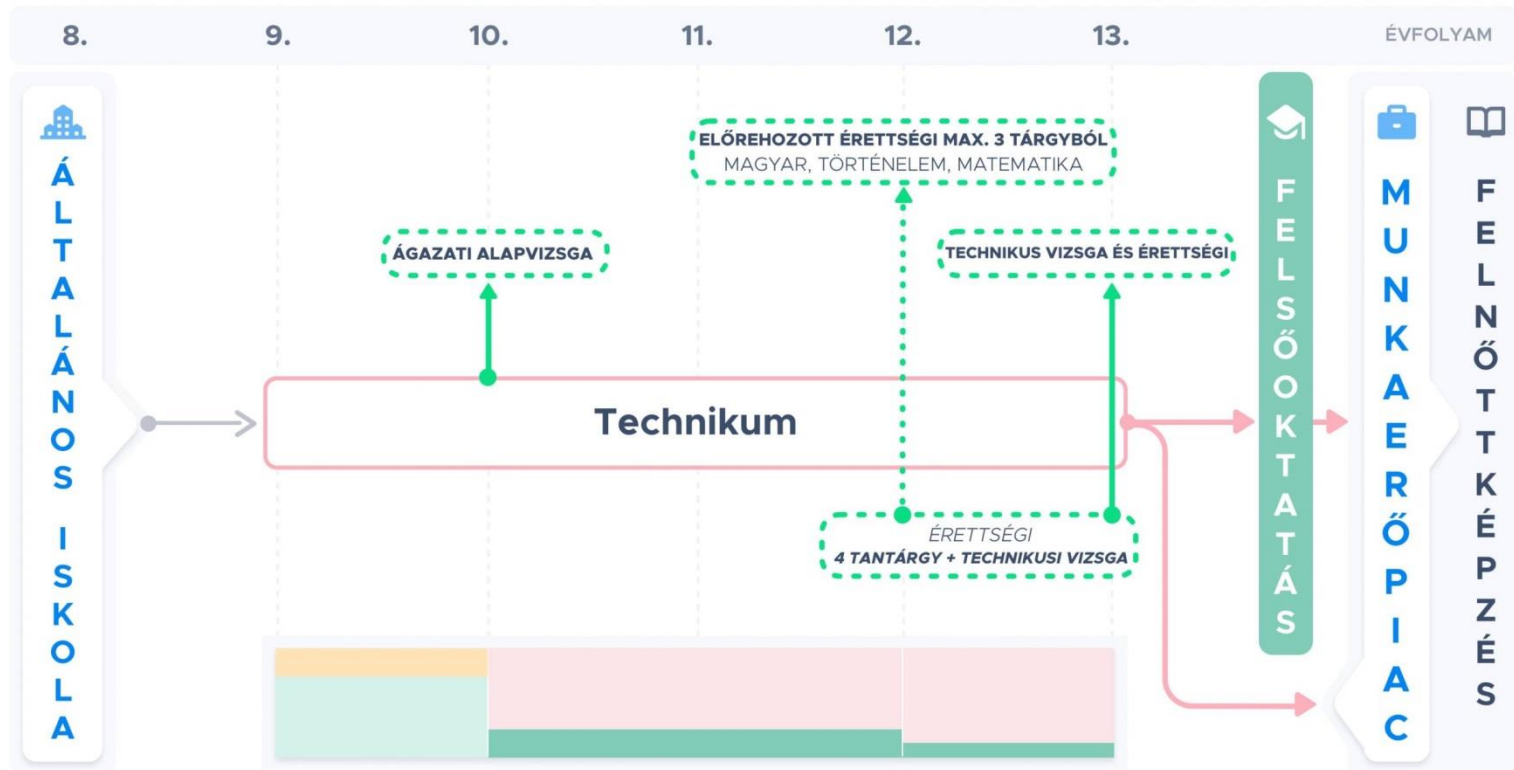 8. 9. 10. 11. 12. 13. ÉVFOLYAM
ÁLTALÁNOS ISKOLA
ELŐREHOZOTT ÉRETTSÉGI MAX. 3 TÁRGYBÓL
MAGYAR, TÖRTÉNELEM, MATEMATIKA
ÁGAZATI ALAPVIZSGA
TECHNIKUS VIZSGA ÉS ÉRETTSÉGI
Technikum
ÉRETTSÉGI
4 TANTÁRGY + TECHNIKUSI VIZSGA
FELSŐOKTATÁS
MUNKAERŐPIAC
FELNŐTTKÉPZÉS